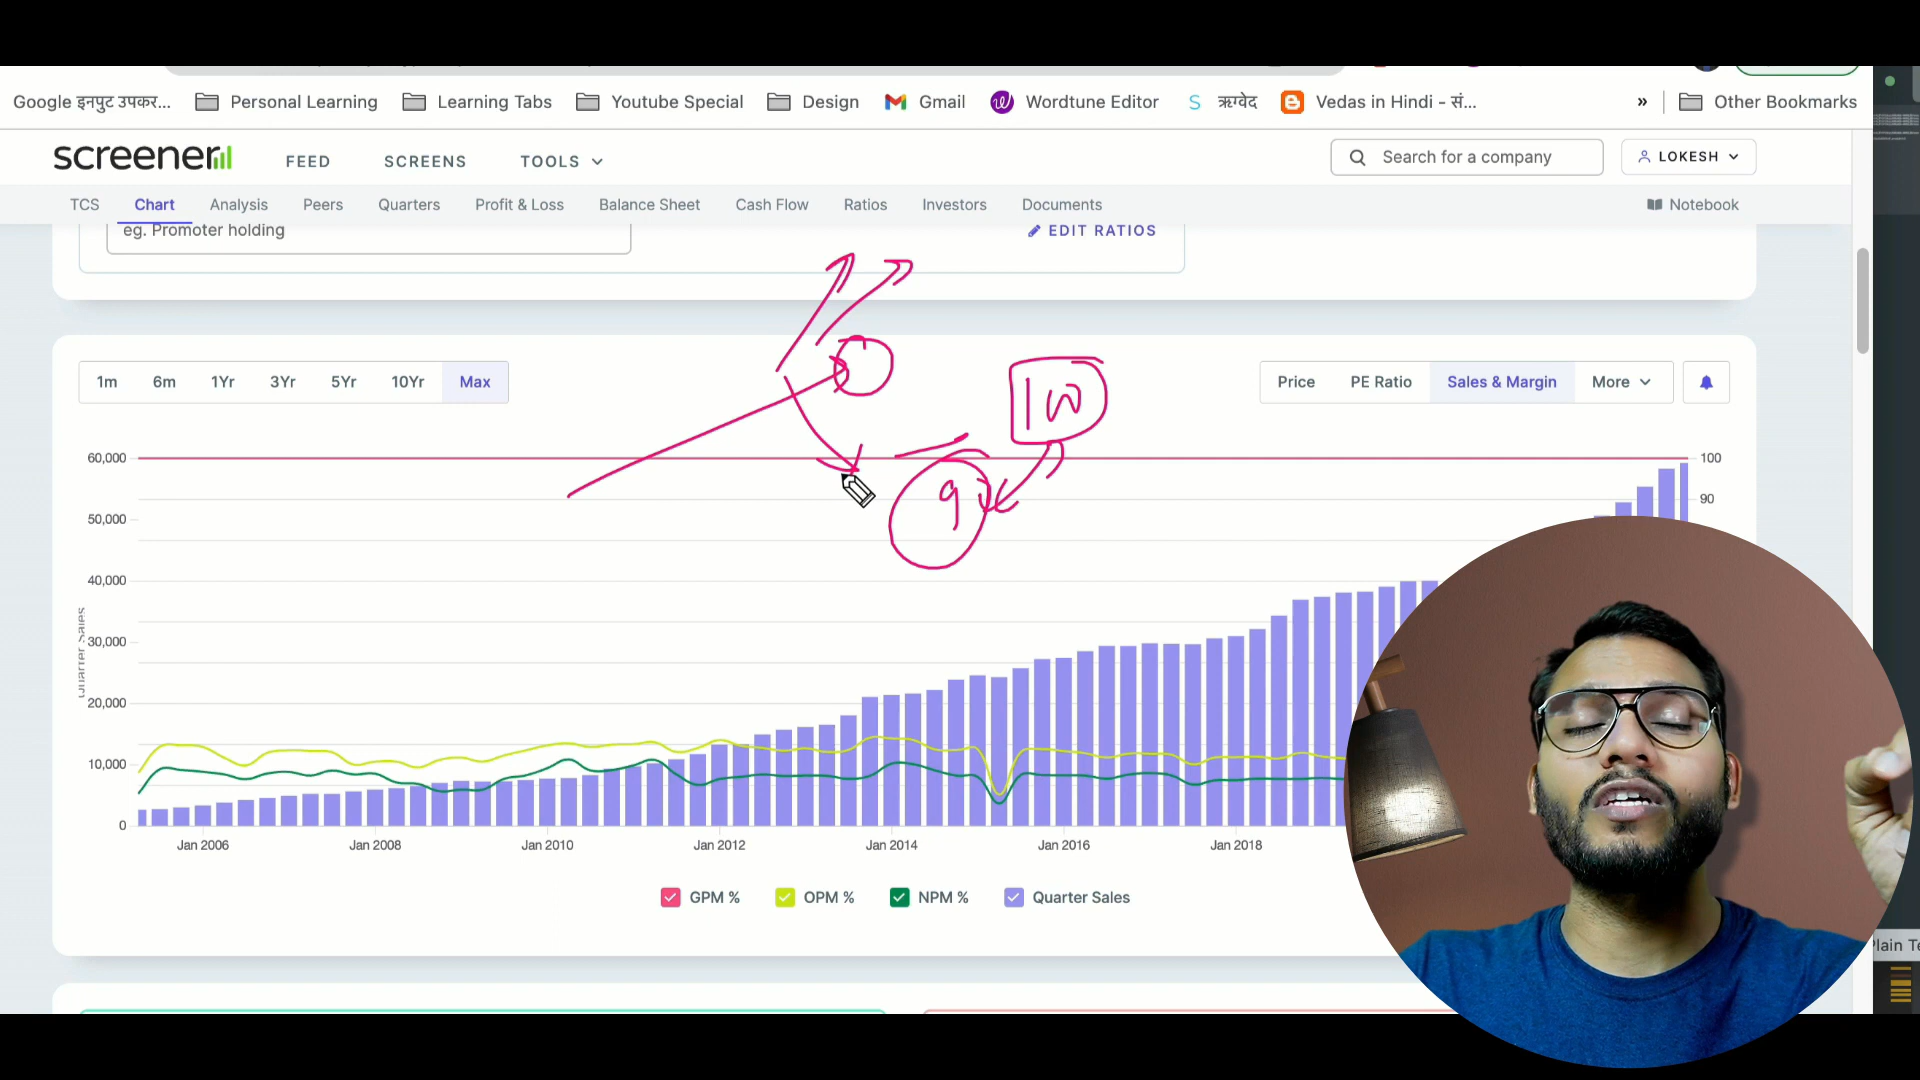 Google इनपुट उपकर... Personal Learning Learning Tabs Youtube Special Design Gmail Wordtune Editor S ऋग्वेद Vedas in Hindi - सं... » Other Bookmarks
screener FEED SCREENS TOOLS Search for a company LOKESH
TCS Chart Analysis Peers Quarters Profit & Loss Balance Sheet Cash Flow Ratios Investors Documents Notebook
eg. Promoter holding EDIT RATIOS
1m 6m 1Yr 3Yr 5Yr 10Yr Max Price PE Ratio Sales & Margin More
10
9
60,000 100
90
50,000
40,000
Quarter Sales
30,000
20,000
10,000
0
Jan 2006 Jan 2008 Jan 2010 Jan 2012 Jan 2014 Jan 2016 Jan 2018
GPM % OPM % NPM % Quarter Sales